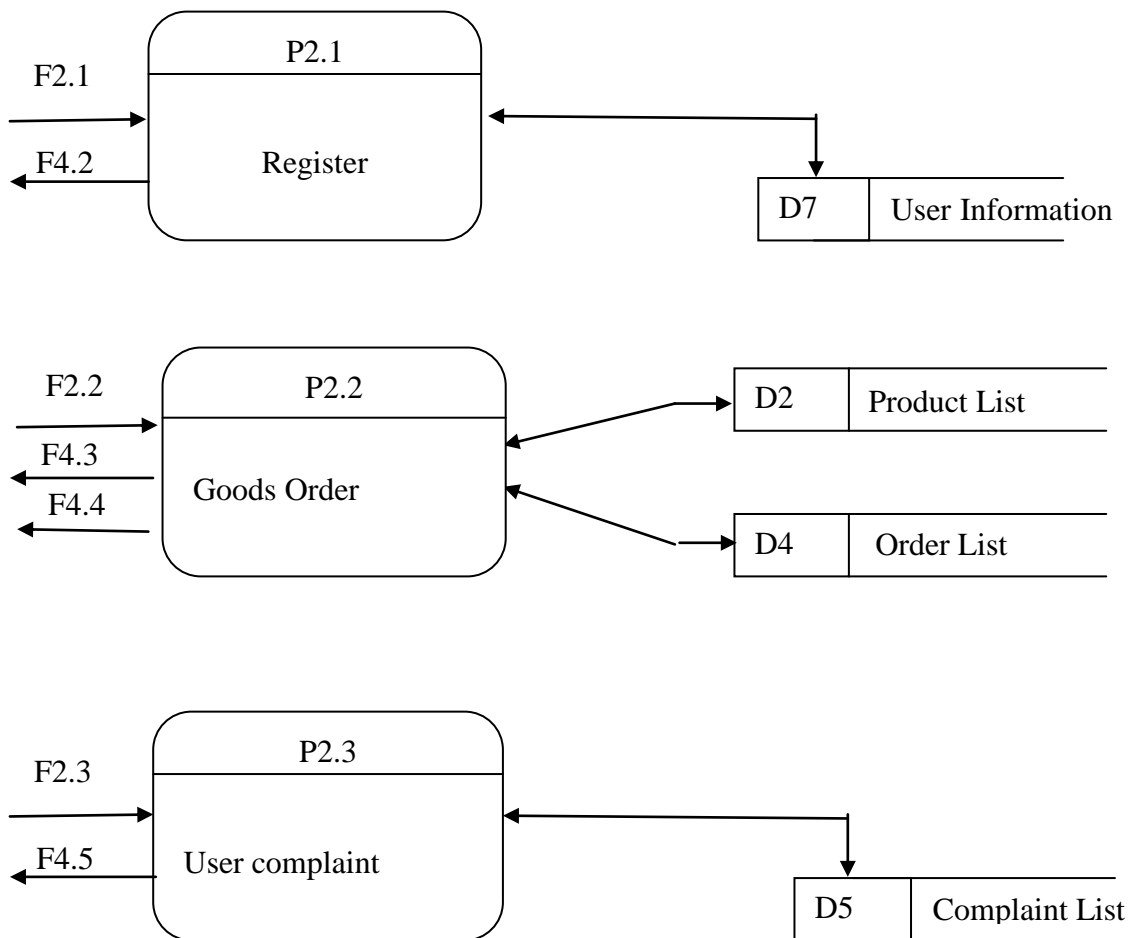 P2.1
F2.1
F4.2
Register
D7 User Information
P2.2
F2.2
F4.3
F4.4
Goods Order
D2 Product List
D4 Order List
P2.3
F2.3
F4.5
User complaint
D5 Complaint List